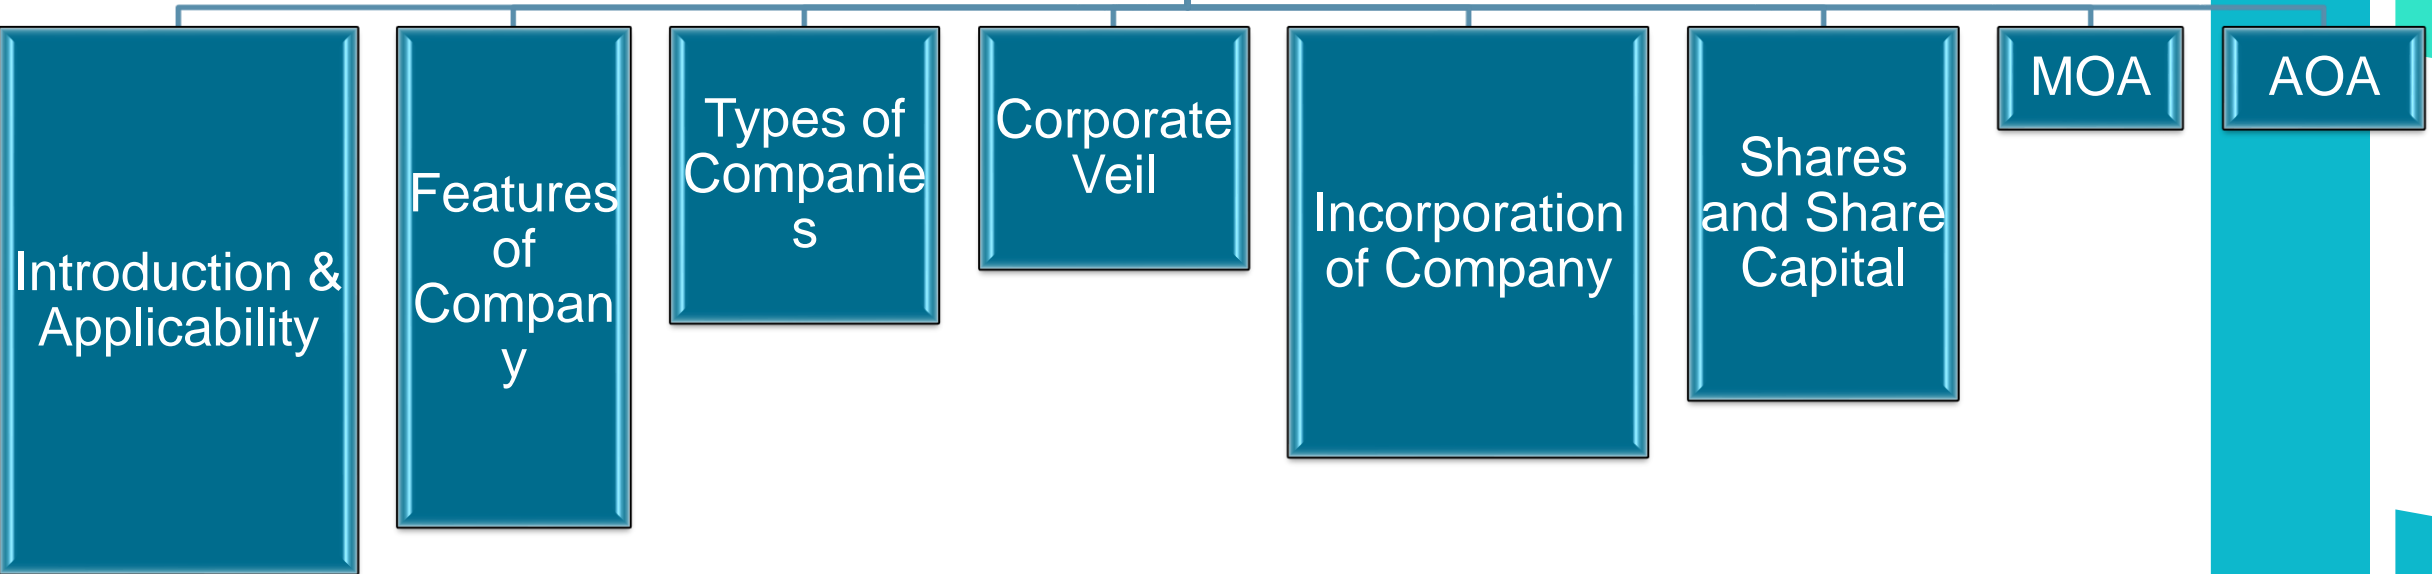 Introduction &
Applicability
Features
of
Compan
y
Types of
Companie
s
Corporate
Veil
Incorporation
of Company
Shares
and Share
Capital
MOA
AOA